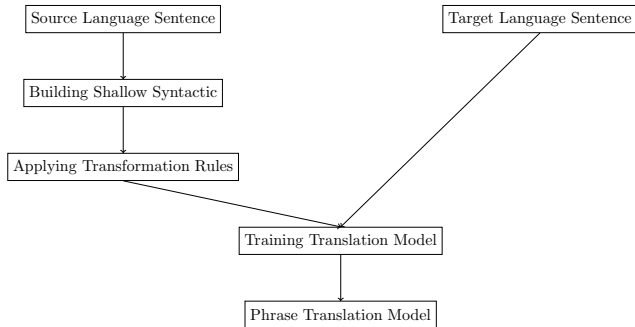 Source Language Sentence
Target Language Sentence
Building Shallow Syntactic
Applying Transformation Rules
Training Translation Model
Phrase Translation Model